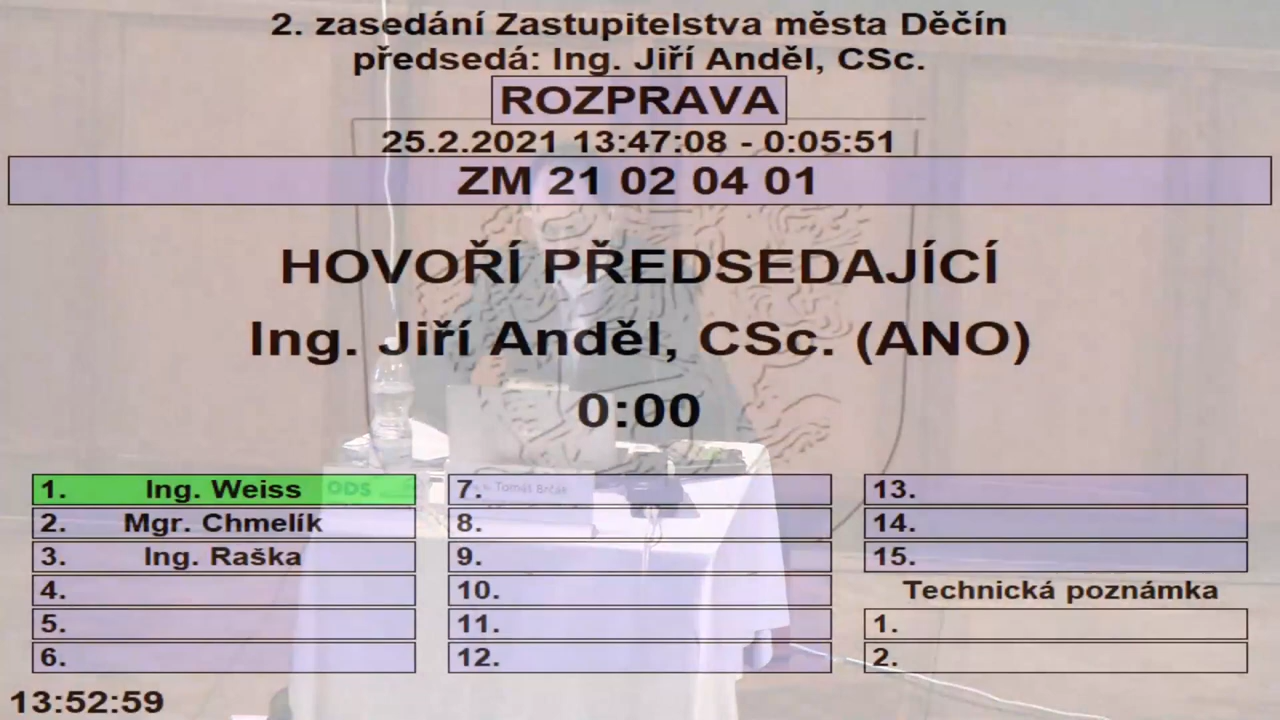 2. zasedání Zastupitelstva města Děčín
předsedá: Ing. Jiří Anděl, CSc.
ROZPRAVA
25.2.2021 13:47:08 - 0:05:51
ZM 21 02 04 01
HOVOŘÍ PŘEDSEDAJÍCÍ
Ing. Jiří Anděl, CSc. (ANO)
0:00
1. Ing. Weiss ODS
2. Mgr. Chmelík
3. Ing. Raška
4.
5.
6.
7. Tomáš Brčák
8.
9.
10.
11.
12.
13.
14.
15.
Technická poznámka
1.
2.
13:52:59